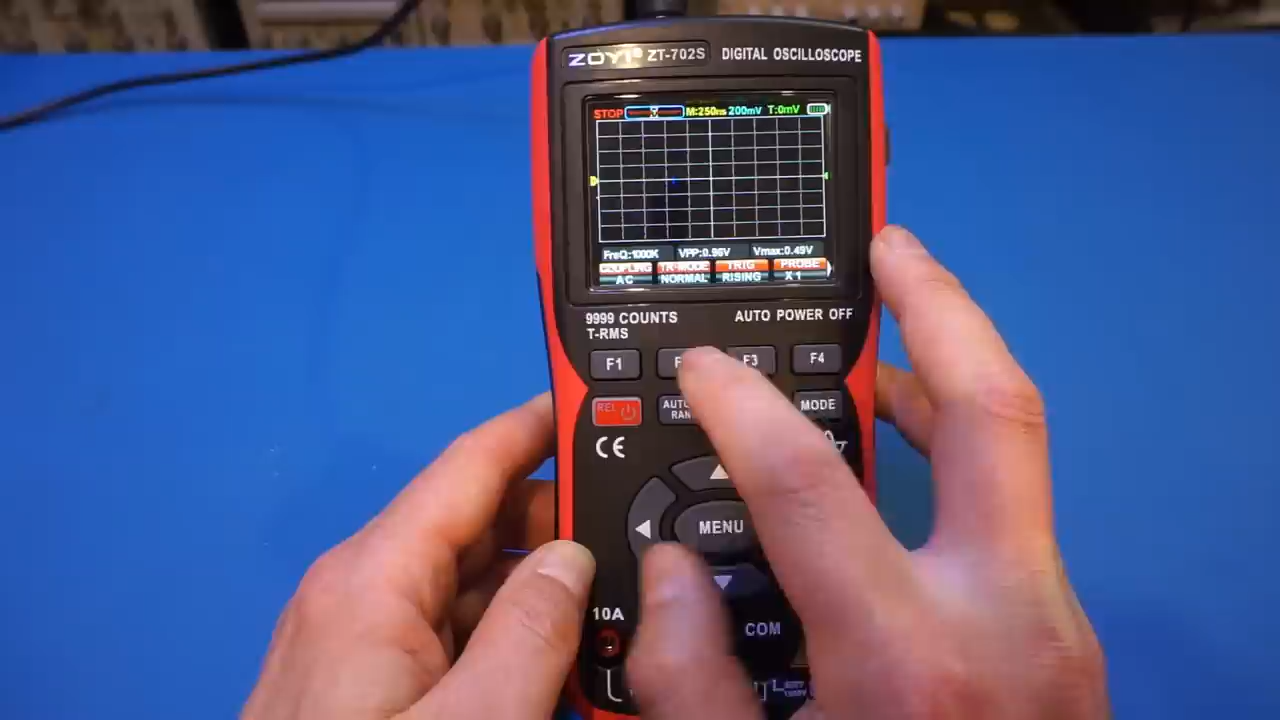 ZOYI® ZT-702S DIGITAL OSCILLOSCOPE
STOP M:250ns 200mV T:0mV
FreQ:1000K VPP:0.96V Vmax:0.49V
COUPLING TR-MODE TRIG PROBE
AC NORMAL RISING X1
9999 COUNTS AUTO POWER OFF
T-RMS
F1 F3 F4
REL AUTO MODE
CE
MENU
10A
COM